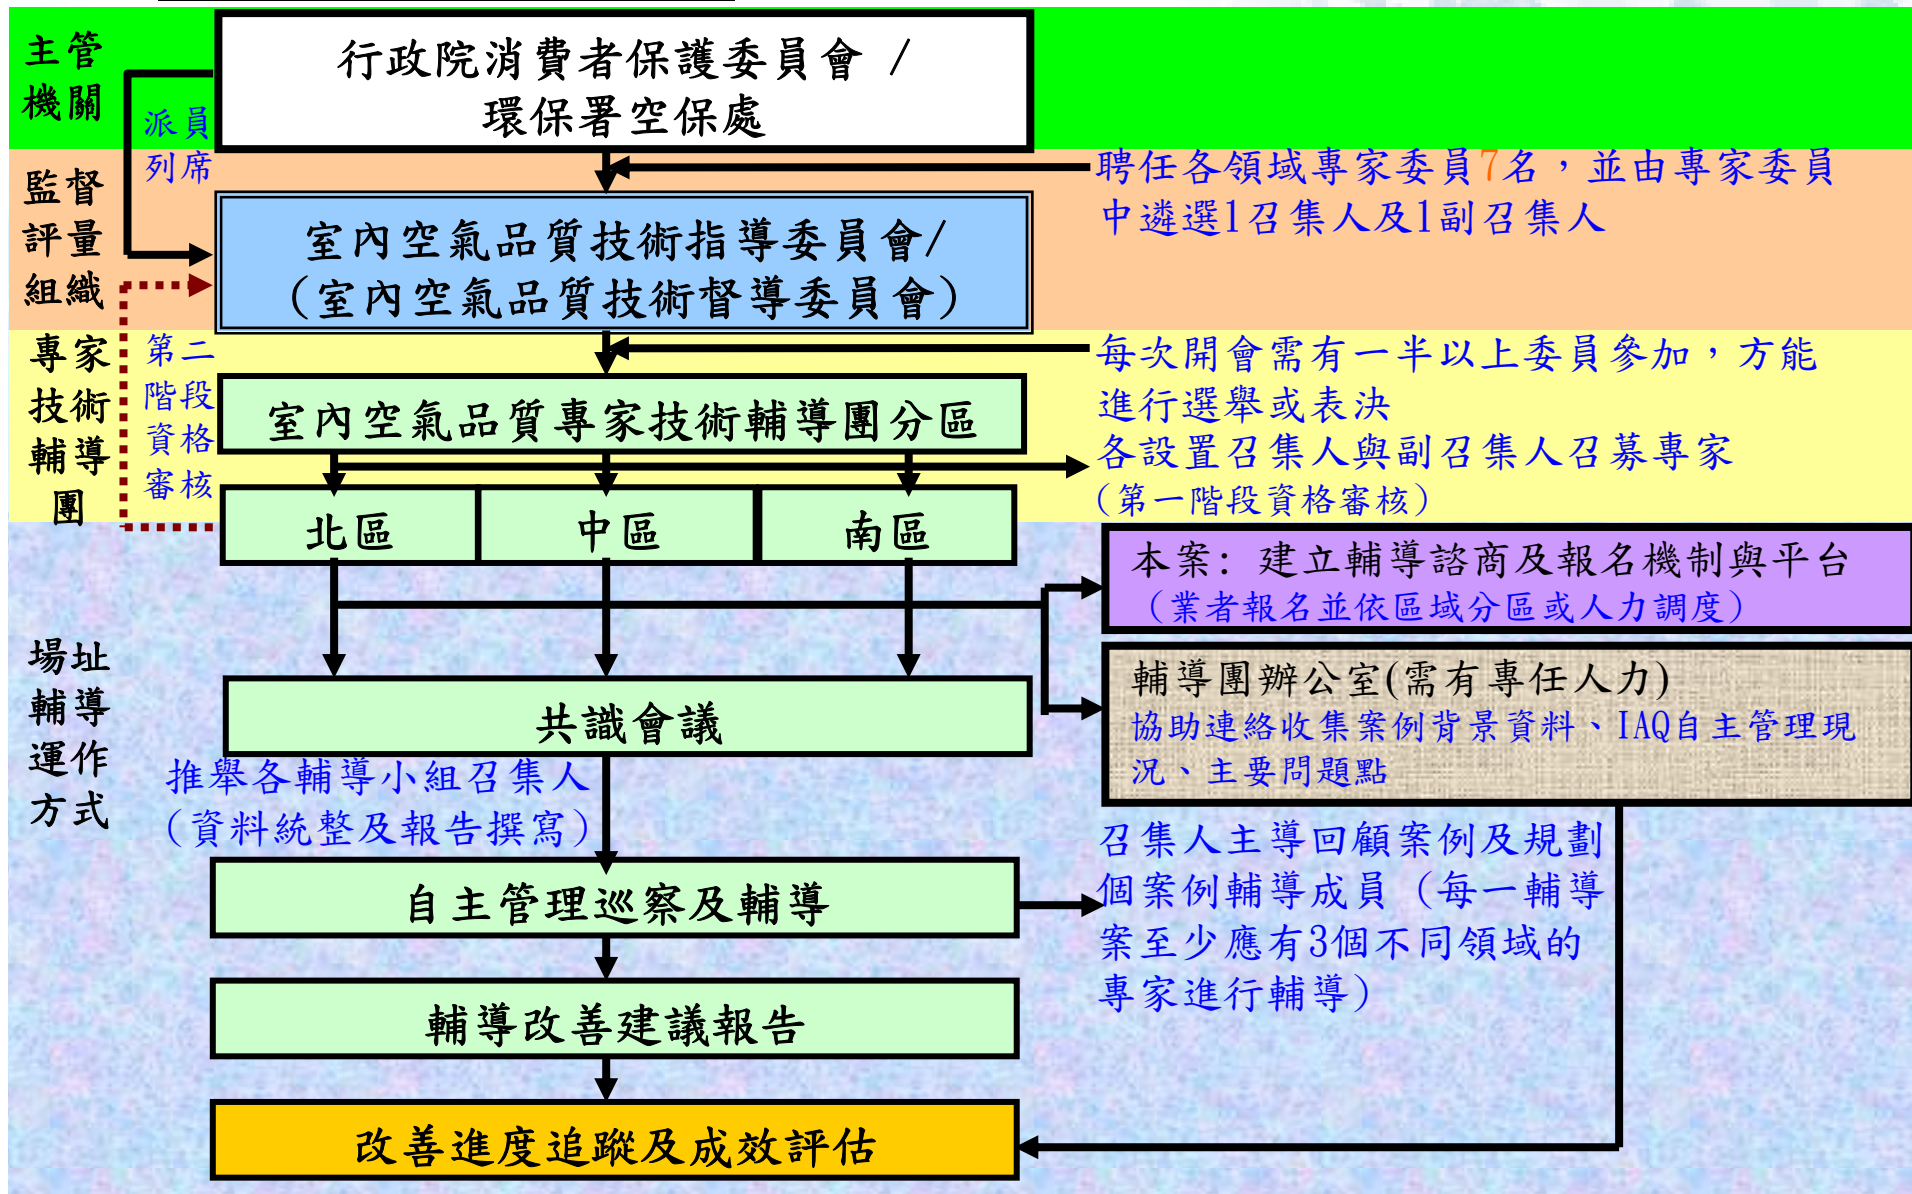 主管
機關
行政院消費者保護委員會 /
環保署空保處
派員
列席
監督
評量
組織
聘任各領域專家委員7名，並由專家委員
中遴選1召集人及1副召集人
室內空氣品質技術指導委員會/
(室內空氣品質技術督導委員會)
專家
技術
輔導
團
第二
階段
資格
審核
每次開會需有一半以上委員參加，方能
進行選舉或表決
室內空氣品質專家技術輔導團分區
各設置召集人與副召集人召募專家
(第一階段資格審核)
北區
中區
南區
本案: 建立輔導諮商及報名機制與平台
(業者報名並依區域分區或人力調度)
場址
輔導
運作
方式
輔導團辦公室(需有專任人力)
協助連絡收集案例背景資料、IAQ自主管理現
況、主要問題點
共識會議
推舉各輔導小組召集人
(資料統整及報告撰寫)
召集人主導回顧案例及規劃
個案例輔導成員 (每一輔導
案至少應有3個不同領域的
專家進行輔導)
自主管理巡察及輔導
輔導改善建議報告
改善進度追蹤及成效評估